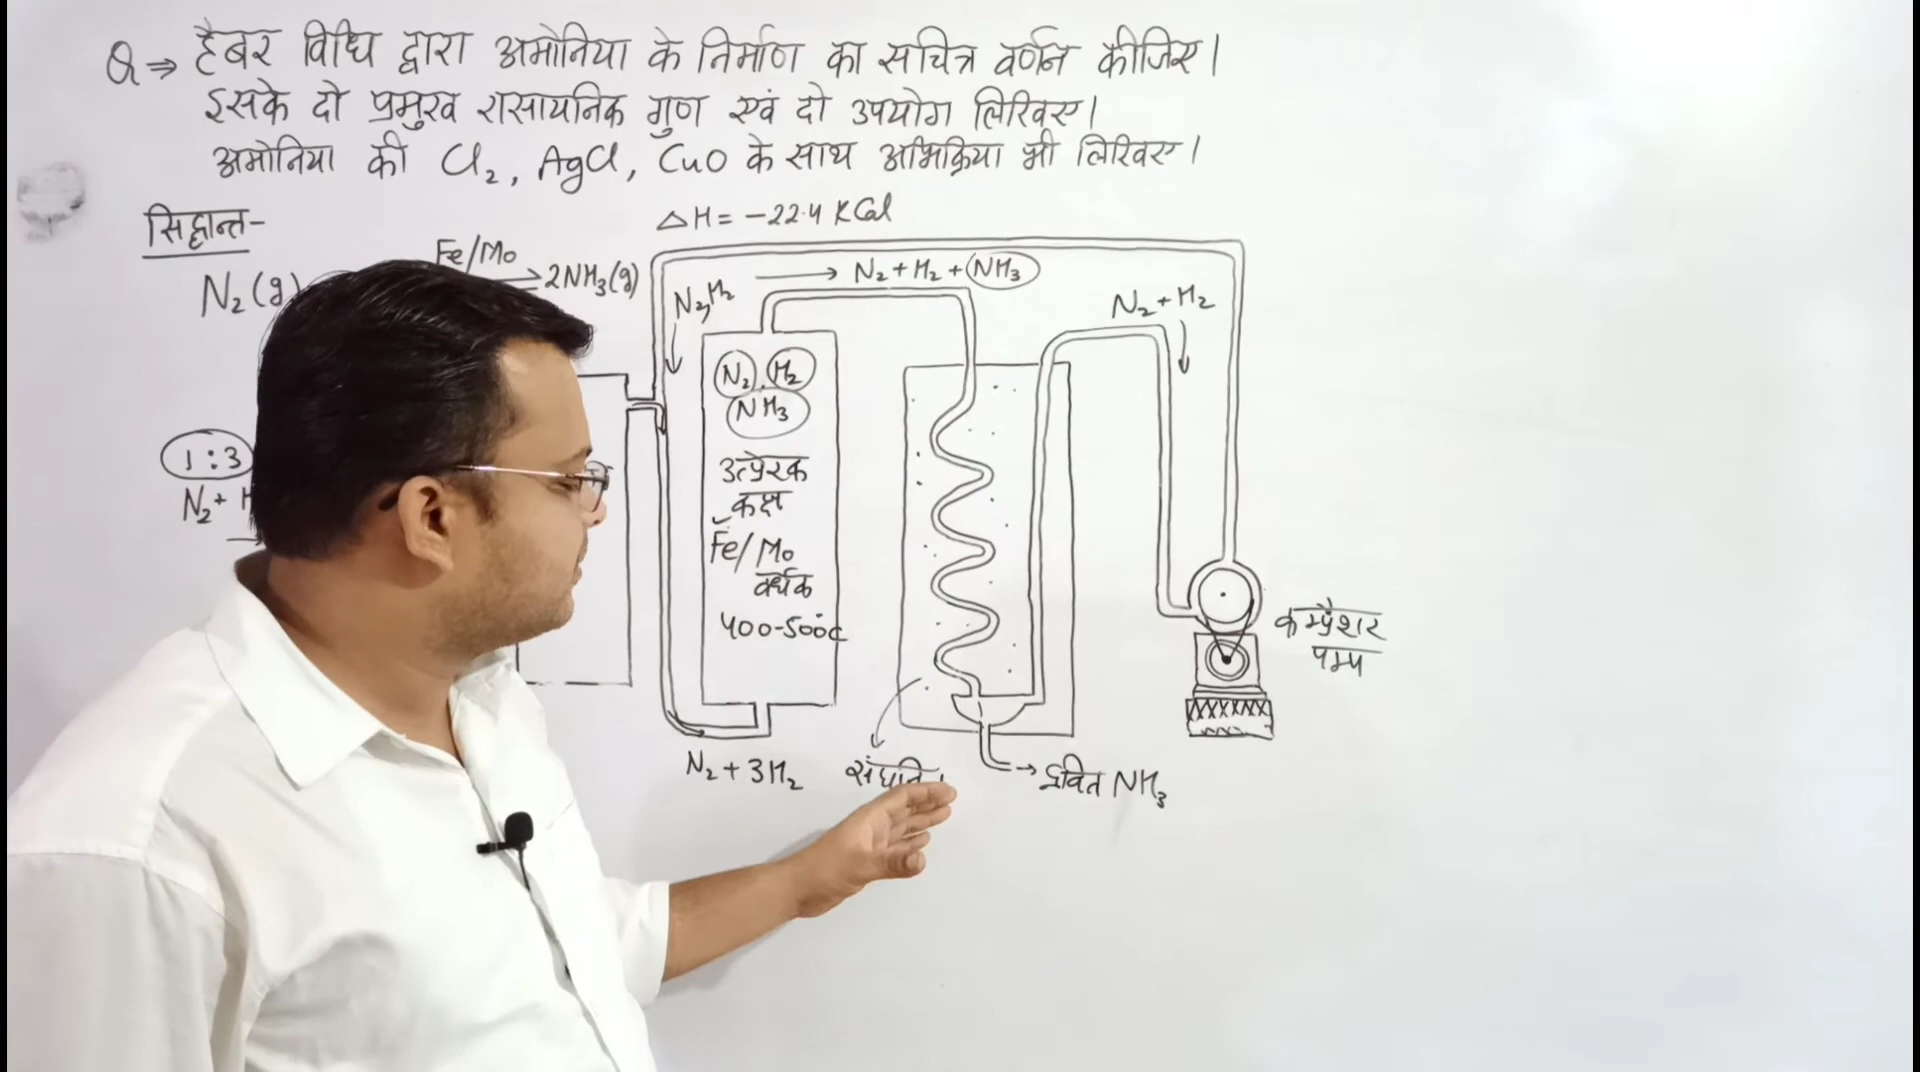 Q ⇒ हैबर विधि द्वारा अमोनिया के निर्माण का सचित्र वर्णन कीजिए।
इसके दो प्रमुख रासायनिक गुण एवं दो उपयोग लिखिए।
अमोनिया की Cl₂, AgCl, CuO के साथ अभिक्रिया भी लिखिए।
सिद्धान्त-
ΔH = -22.4 KCal
Fe/Mo
N₂(g)
2NH₃(g)
N₂, H₂
N₂ + H₂ + NH₃
N₂ + H₂
N₂, H₂
NH₃
1 : 3
N₂ + H
उत्प्रेरक
कक्ष
Fe/Mo
वर्धक
400-500°C
कम्प्रैशर
पम्प
N₂ + 3H₂
द्रवित NH₃